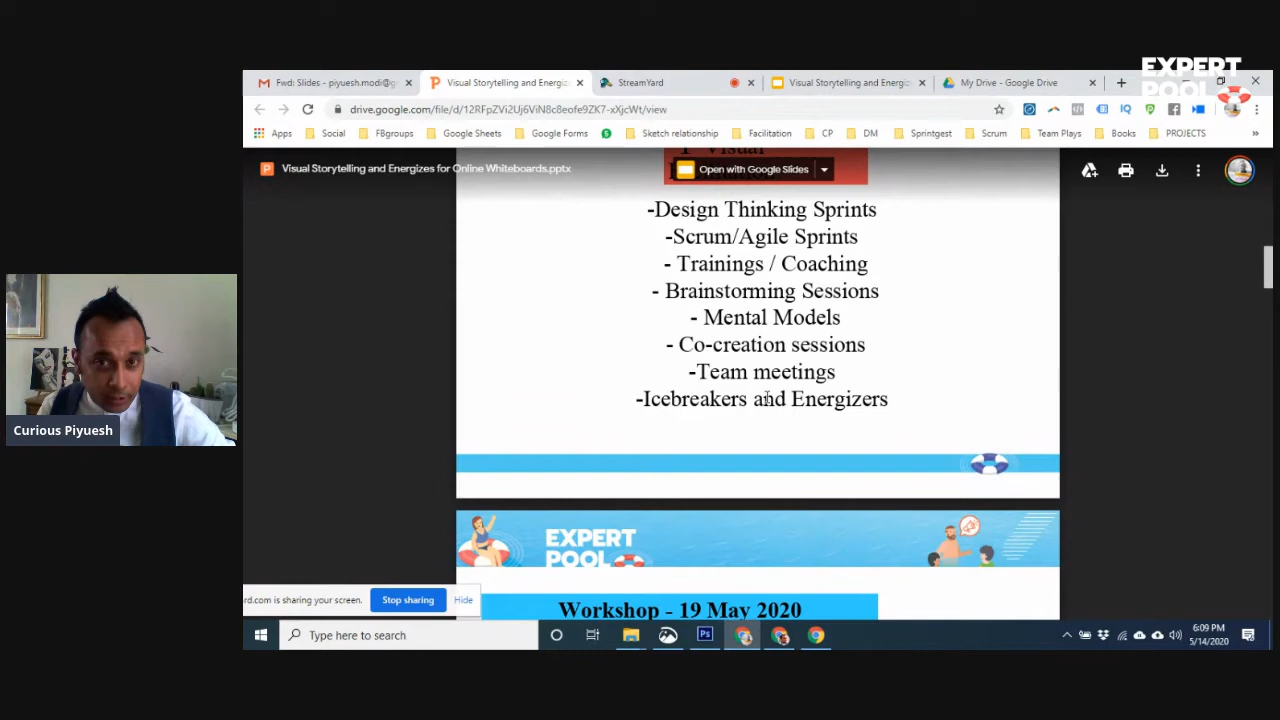 EXPERT
POOL
Fwd: Slides - piyuesh.modi@g
Visual Storytelling and Energiz
StreamYard
Visual Storytelling and Energi
My Drive - Google Drive
drive.google.com/file/d/12RFpZVi2Uj6ViN8c8eofe9ZK7-xXjcWt/view
Apps
Social
FBgroups
Google Sheets
Google Forms
Sketch relationship
Facilitation
CP
DM
Sprintgest
Scrum
Team Plays
Books
PROJECTS
Visual Storytelling and Energizes for Online Whiteboards.pptx
Visual
Open with Google Slides
-Design Thinking Sprints
-Scrum/Agile Sprints
- Trainings / Coaching
- Brainstorming Sessions
- Mental Models
- Co-creation sessions
-Team meetings
-Icebreakers and Energizers
Curious Piyuesh
EXPERT
POOL
rd.com is sharing your screen.
Stop sharing
Hide
Workshop - 19 May 2020
Type here to search
6:09 PM
5/14/2020